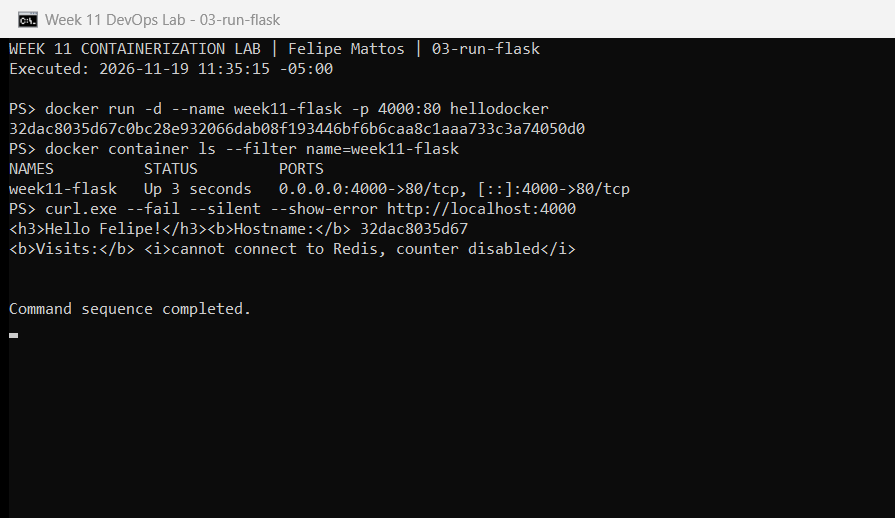 Week 11 DevOps Lab - 03-run-flask
WEEK 11 CONTAINERIZATION LAB | Felipe Mattos | 03-run-flask
Executed: 2026-11-19 11:35:15 -05:00
PS> docker run -d --name week11-flask -p 4000:80 hellodocker
32dac8035d67c0bc28e932066dab08f193446bf6b6caa8c1aaa733c3a74050d0
PS> docker container ls --filter name=week11-flask
NAMES          STATUS         PORTS
week11-flask   Up 3 seconds   0.0.0.0:4000->80/tcp, [::]:4000->80/tcp
PS> curl.exe --fail --silent --show-error http://localhost:4000
<h3>Hello Felipe!</h3><b>Hostname:</b> 32dac8035d67
<b>Visits:</b> <i>cannot connect to Redis, counter disabled</i>
Command sequence completed.